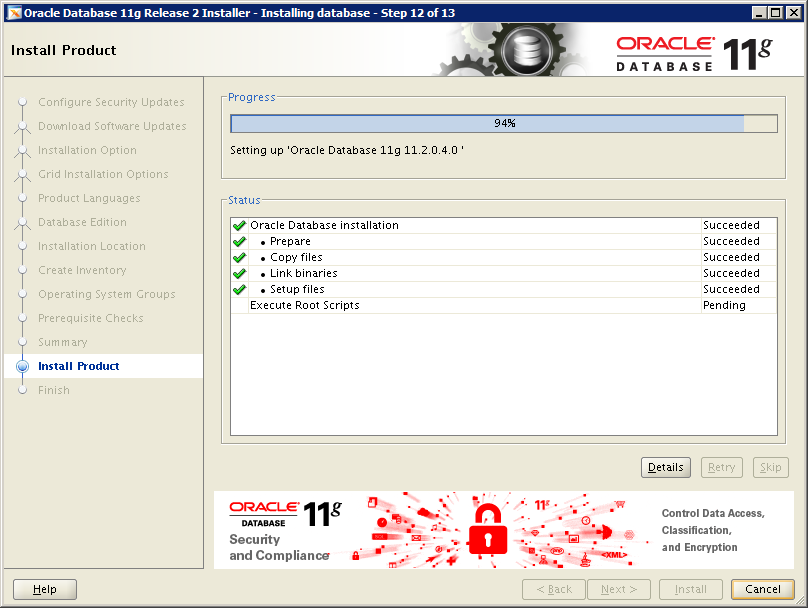 Oracle Database 11g Release 2 Installer - Installing database - Step 12 of 13
Install Product
ORACLE DATABASE 11g
Configure Security Updates
Download Software Updates
Installation Option
Grid Installation Options
Product Languages
Database Edition
Installation Location
Create Inventory
Operating System Groups
Prerequisite Checks
Summary
Install Product
Finish
Progress
94%
Setting up 'Oracle Database 11g 11.2.0.4.0 '
Status
Oracle Database installation Succeeded
• Prepare Succeeded
• Copy files Succeeded
• Link binaries Succeeded
• Setup files Succeeded
Execute Root Scripts Pending
Details Retry Skip
ORACLE DATABASE 11g
Security
and Compliance
11g
<XML>
Control Data Access,
Classification,
and Encryption
Help < Back Next > Install Cancel